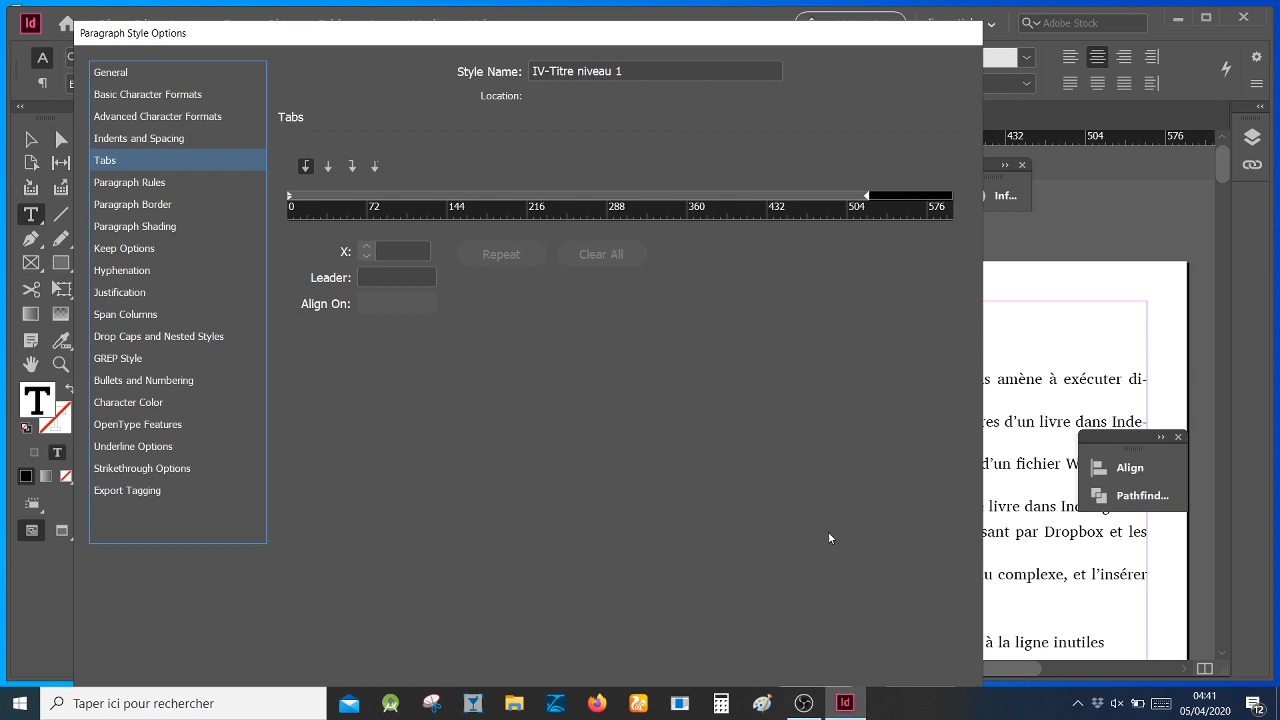 Id
Adobe Stock
Paragraph Style Options
General
Basic Character Formats
Advanced Character Formats
Indents and Spacing
Tabs
Paragraph Rules
Paragraph Border
Paragraph Shading
Keep Options
Hyphenation
Justification
Span Columns
Drop Caps and Nested Styles
GREP Style
Bullets and Numbering
Character Color
OpenType Features
Underline Options
Strikethrough Options
Export Tagging
Style Name: IV-Titre niveau 1
Location:
Tabs
0 72 144 216 288 360 432 504 576
X:
Repeat
Clear All
Leader:
Align On:
432 504 576
Inf...
Align
Pathfind...
s amène à exécuter di-
res d'un livre dans Inde-
d'un fichier W
livre dans In
sant par Dropbox et les
u complexe, et l'insérer
à la ligne inutiles
Taper ici pour rechercher
Id
04:41
05/04/2020
12